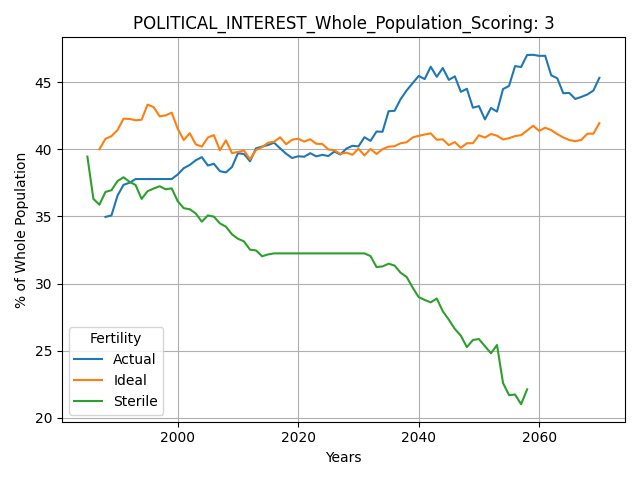 POLITICAL_INTEREST_Whole_Population_Scoring: 3
% of Whole Population
45
40
35
30
25
20
Fertility
Actual
Ideal
Sterile
2000
2020
2040
2060
Years